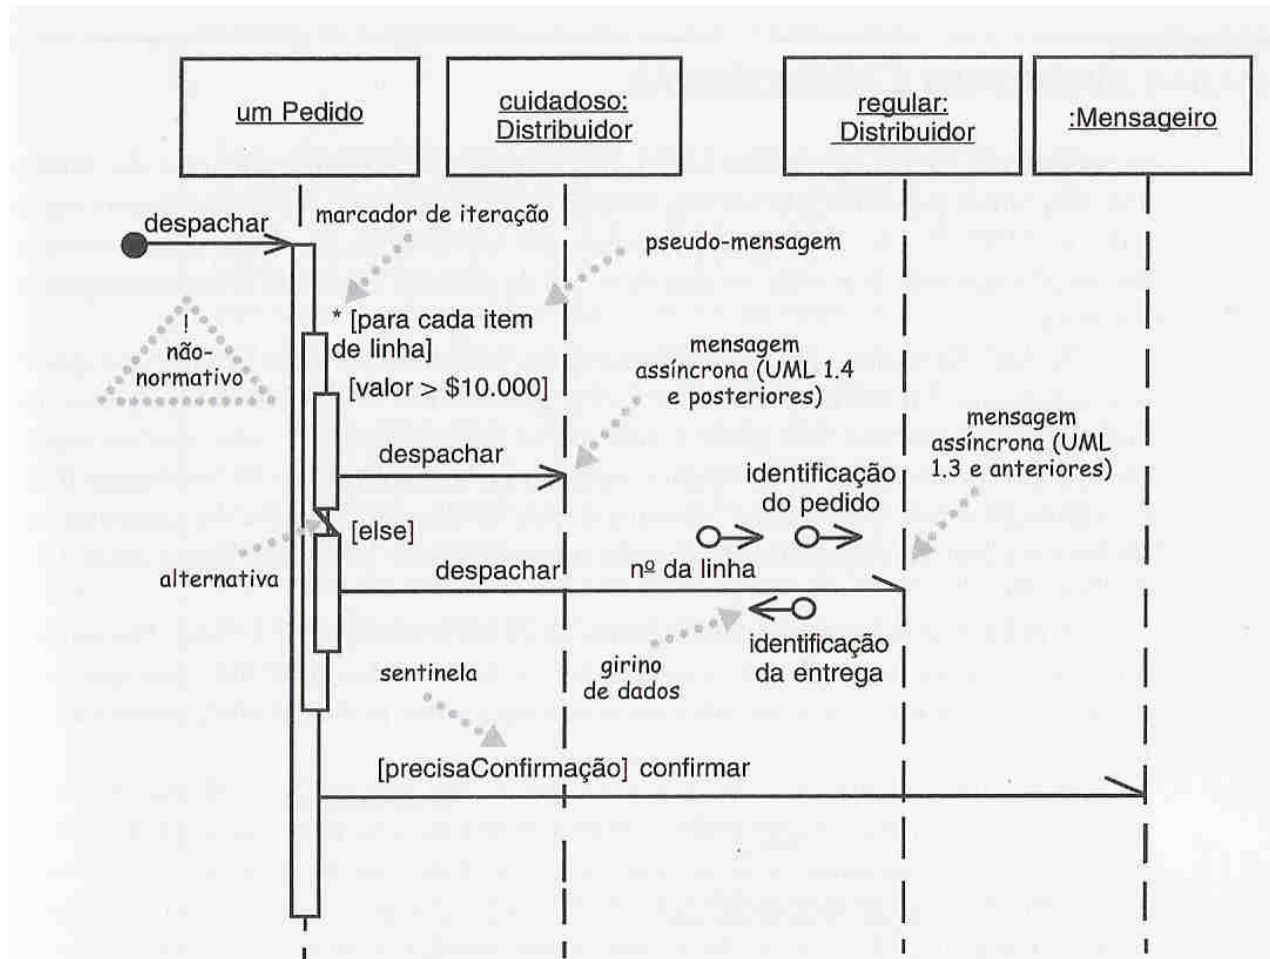 um Pedido
cuidadoso:
Distribuidor
regular:
Distribuidor
:Mensageiro
despachar
marcador de iteração
pseudo-mensagem
!
não-
normativo
* [para cada item
de linha]
[valor > $10.000]
mensagem
assíncrona (UML 1.4
e posteriores)
mensagem
assíncrona (UML
1.3 e anteriores)
despachar
identificação
do pedido
[else]
alternativa
despachar
nº da linha
identificação
da entrega
girino
de dados
sentinela
[precisaConfirmação] confirmar